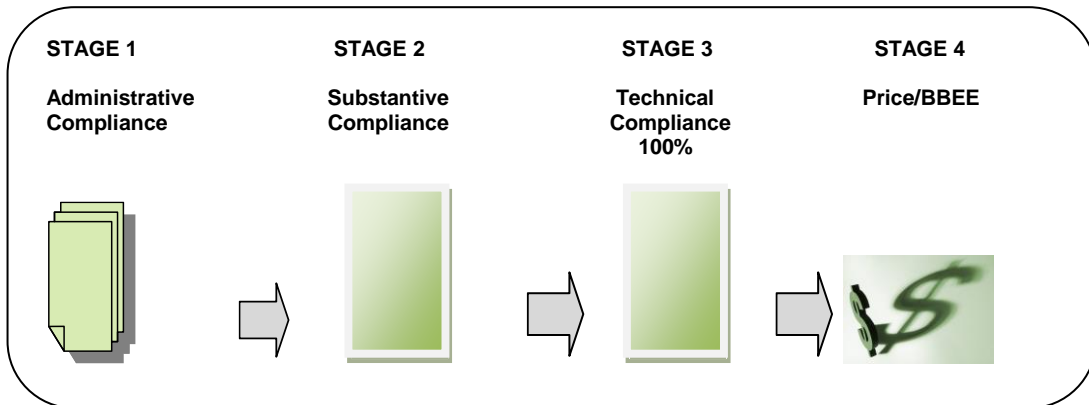 STAGE 1
Administrative
Compliance
STAGE 2
Substantive
Compliance
STAGE 3
Technical
Compliance
100%
STAGE 4
Price/BBEE